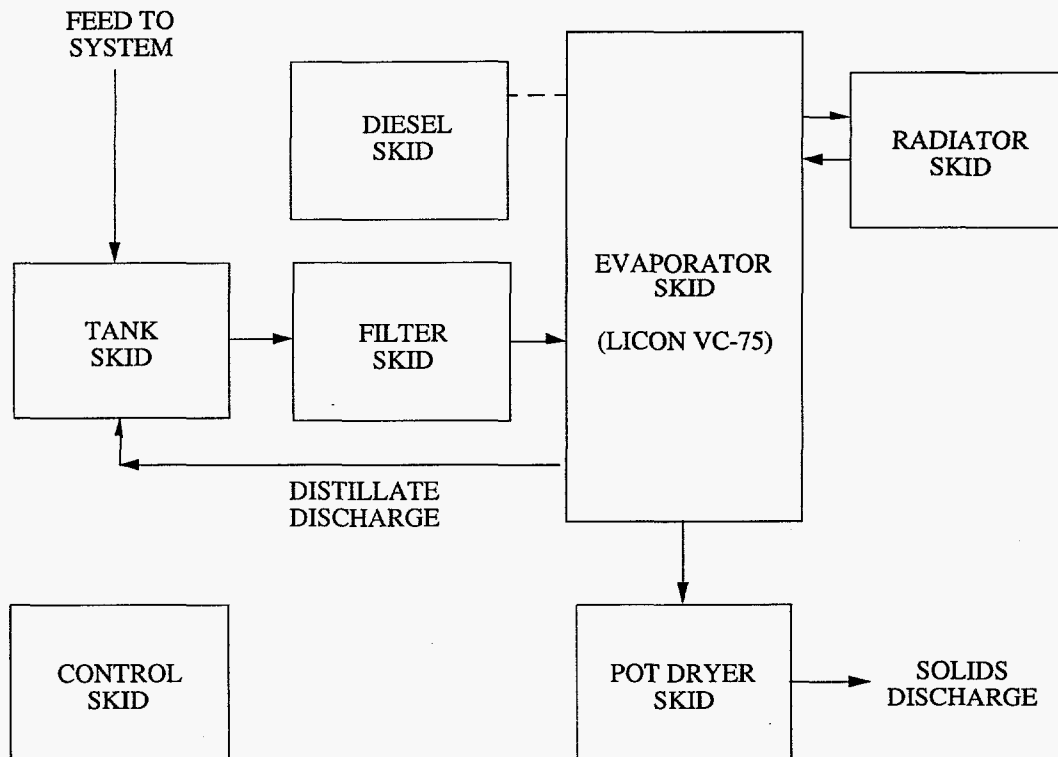 FEED TO
SYSTEM
DIESEL
SKID
RADIATOR
SKID
EVAPORATOR
SKID
(LICON VC-75)
TANK
SKID
FILTER
SKID
DISTILLATE
DISCHARGE
CONTROL
SKID
POT DRYER
SKID
SOLIDS
DISCHARGE